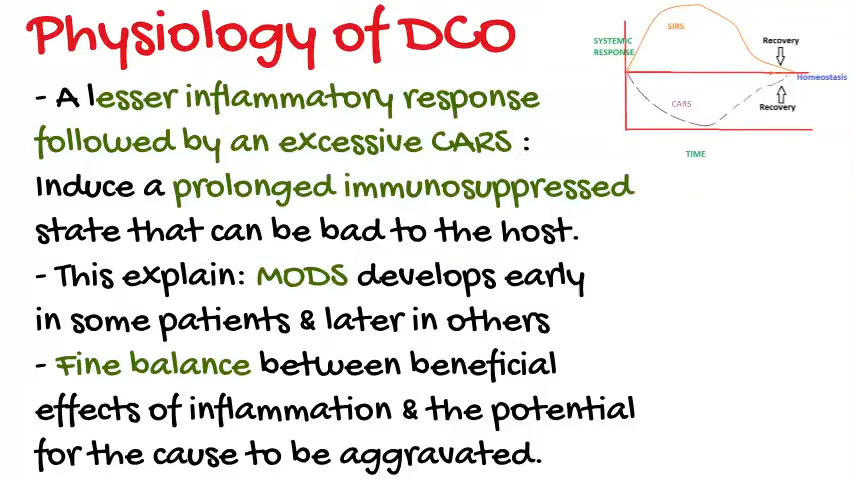 Physiology of DCO
- A lesser inflammatory response
followed by an excessive CARS :
Induce a prolonged immunosuppressed
state that can be bad to the host.
- This explain: MODS develops early
in some patients & later in others
- Fine balance between beneficial
effects of inflammation & the potential
for the cause to be aggravated.
SIRS
SYSTEMIC
RESPONSE
Recovery
Homeostasis
CARS
Recovery
TIME